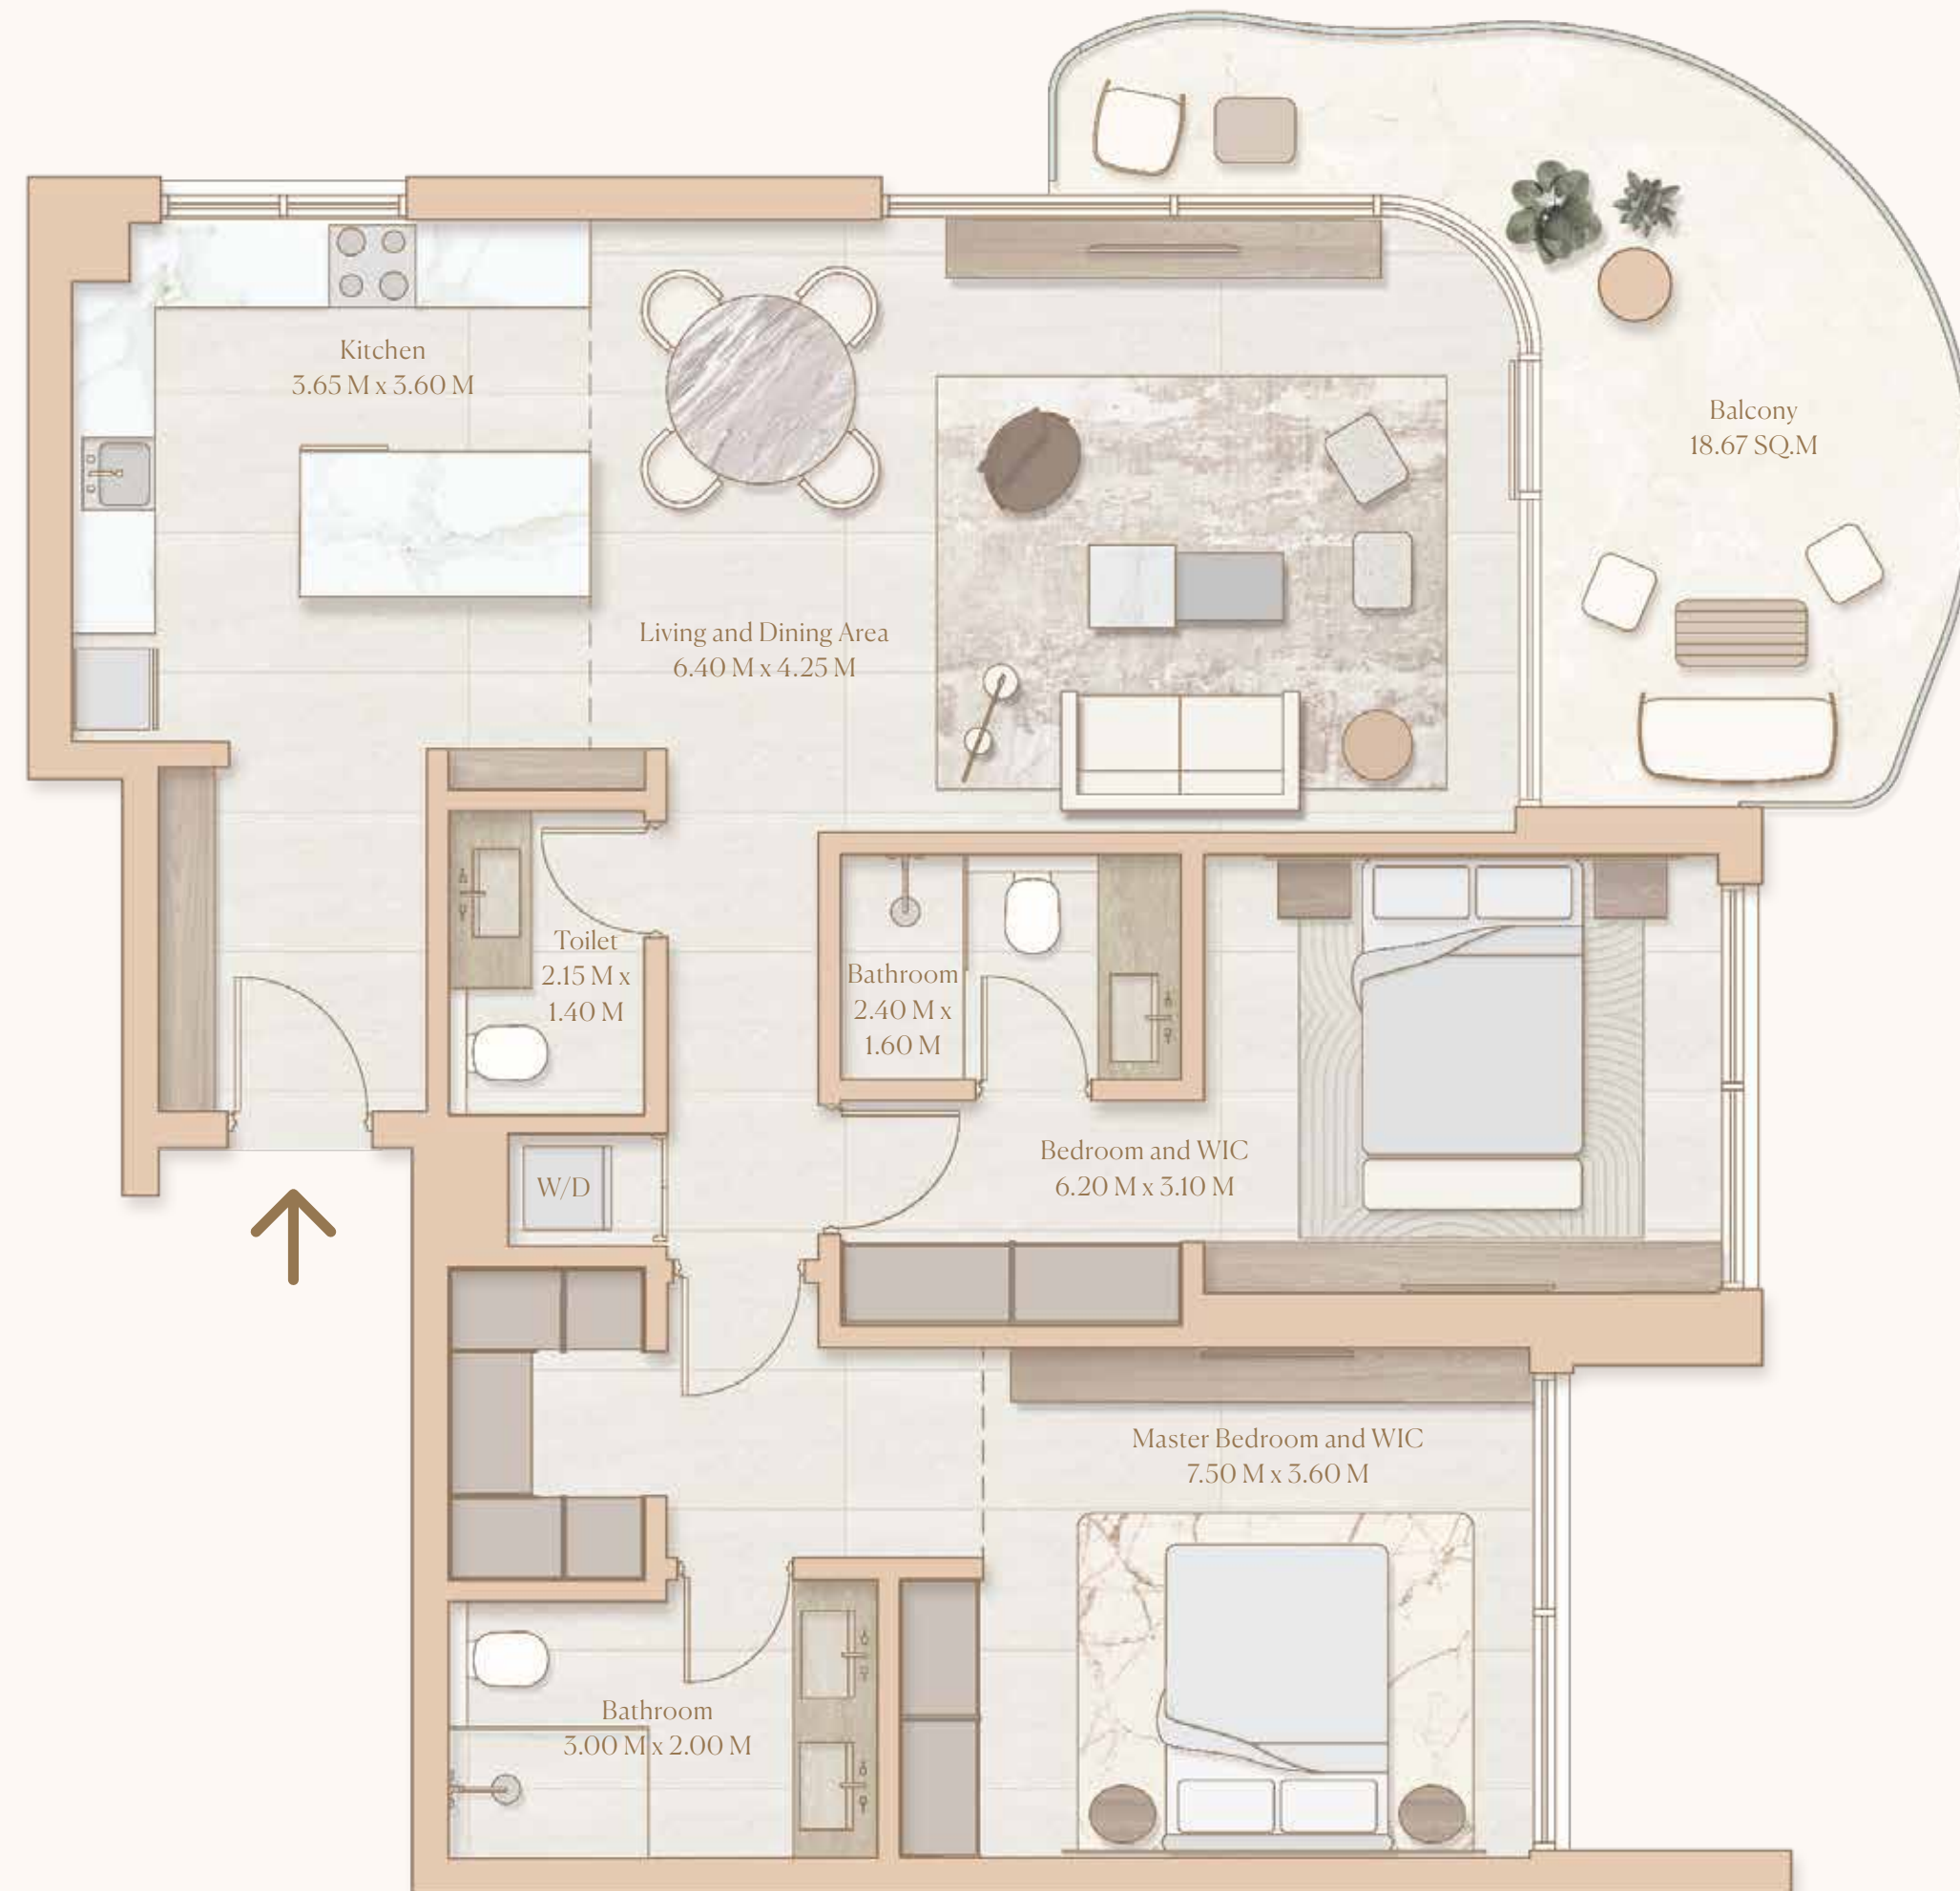 Kitchen
3.65 M x 3.60 M
Balcony
18.67 SQ.M
Living and Dining Area
6.40 M x 4.25 M
Toilet
2.15 M x
1.40 M
Bathroom
2.40 M x
1.60 M
Bedroom and WIC
6.20 M x 3.10 M
W/D
Master Bedroom and WIC
7.50 M x 3.60 M
Bathroom
3.00 M x 2.00 M